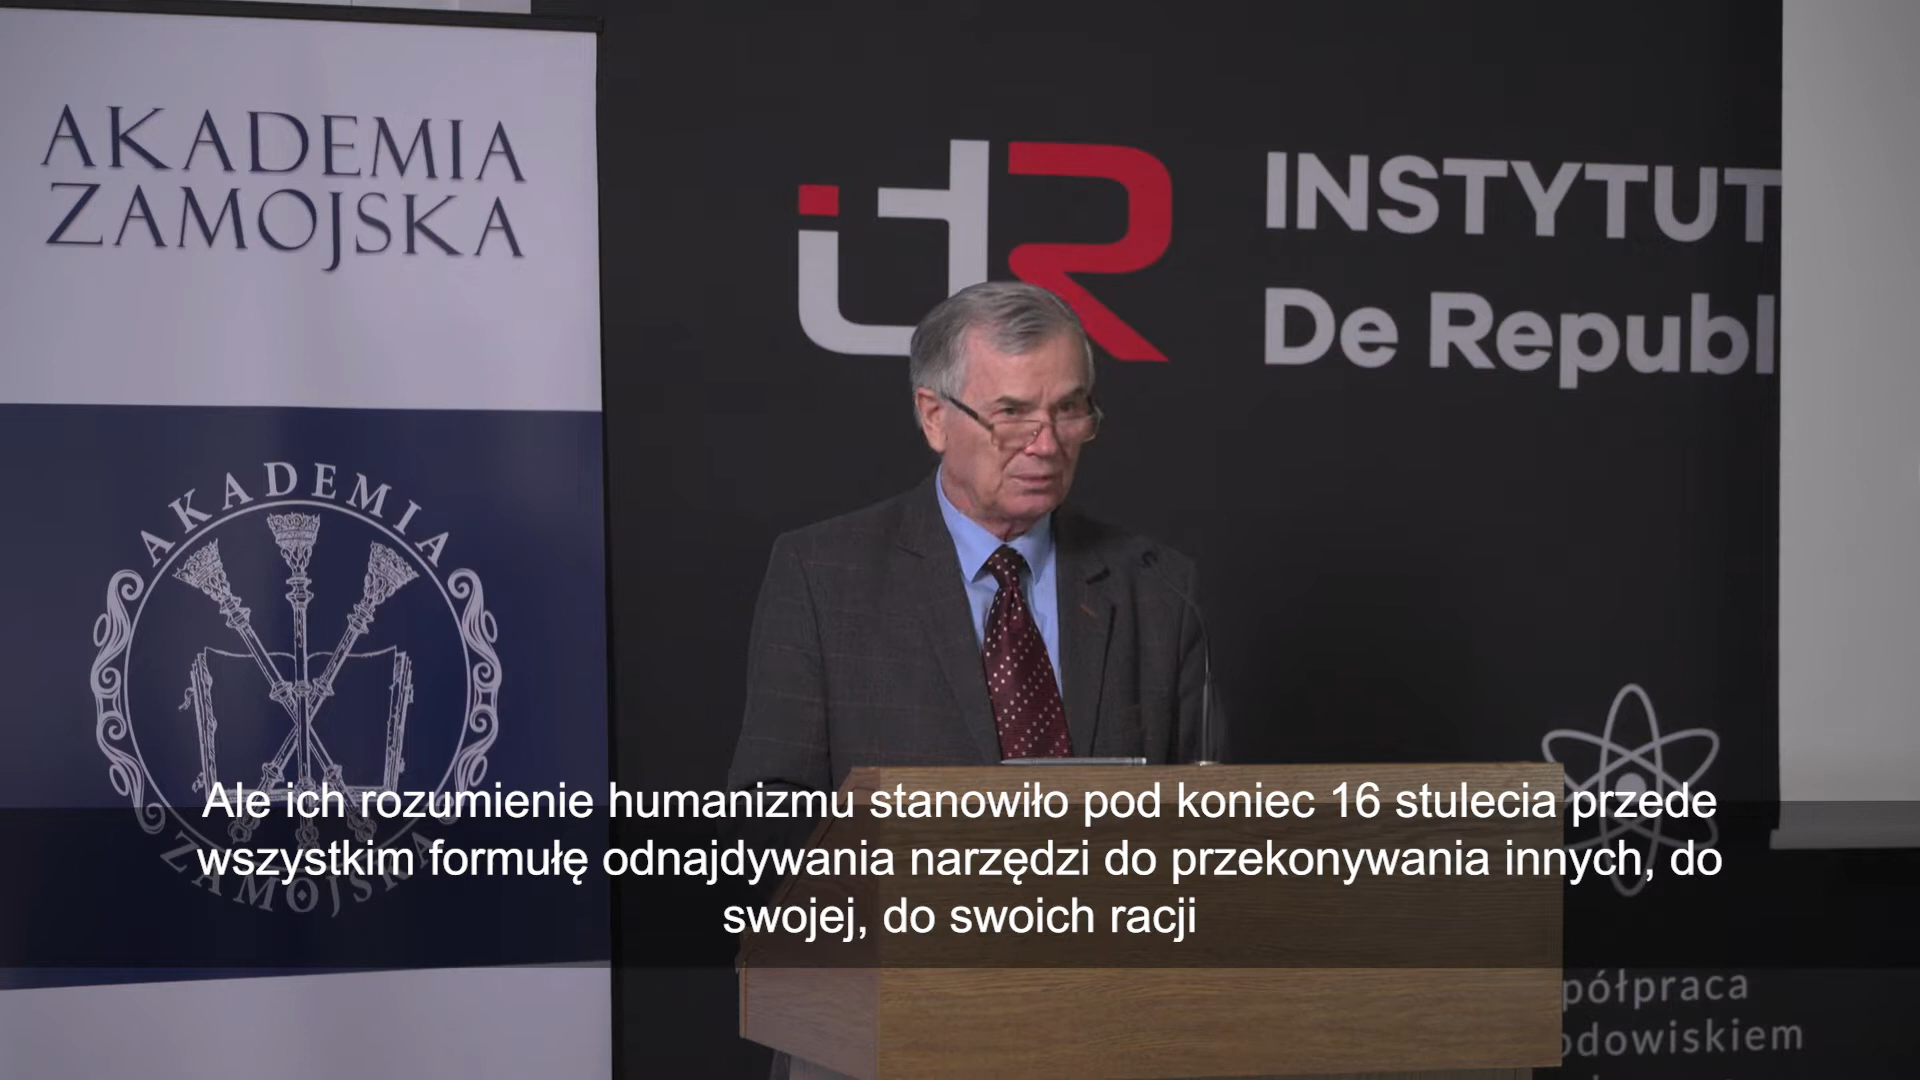 AKADEMIA
ZAMOJSKA
INSTYTUT
De Republ
AKADEMIA
ZAMOJSKA
Ale ich rozumienie humanizmu stanowiło pod koniec 16 stulecia przede
wszystkim formułę odnajdywania narzędzi do przekonywania innych, do
swojej, do swoich racji
półpraca
odowiskiem